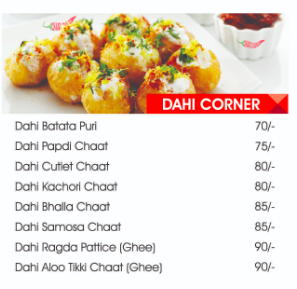 DAHI CORNER
Dahi Batata Puri 70/-
Dahi Papdi Chaat 75/-
Dahi Cutlet Chaat 80/-
Dahi Kachori Chaat 80/-
Dahi Bhalla Chaat 85/-
Dahi Samosa Chaat 85/-
Dahi Ragda Pattice (Ghee) 90/-
Dahi Aloo Tikki Chaat (Ghee) 90/-